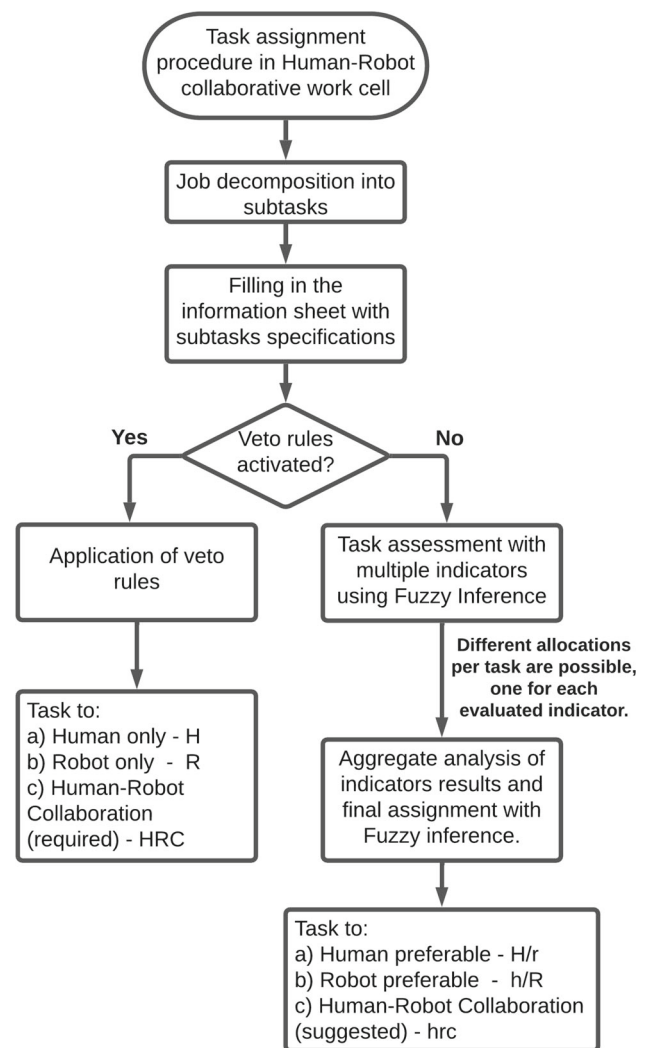 Task assignment
procedure in Human-Robot
collaborative work cell
Job decomposition into
subtasks
Filling in the
information sheet with
subtasks specifications
Veto rules
activated?
Yes
No
Application of veto
rules
Task assessment with
multiple indicators
using Fuzzy Inference
Different allocations
per task are possible,
one for each
evaluated indicator.
Task to:
a) Human only - H
b) Robot only - R
c) Human-Robot
Collaboration
(required) - HRC
Aggregate analysis of
indicators results and
final assignment with
Fuzzy inference.
Task to:
a) Human preferable - H/r
b) Robot preferable - h/R
c) Human-Robot Collaboration
(suggested) - hrc